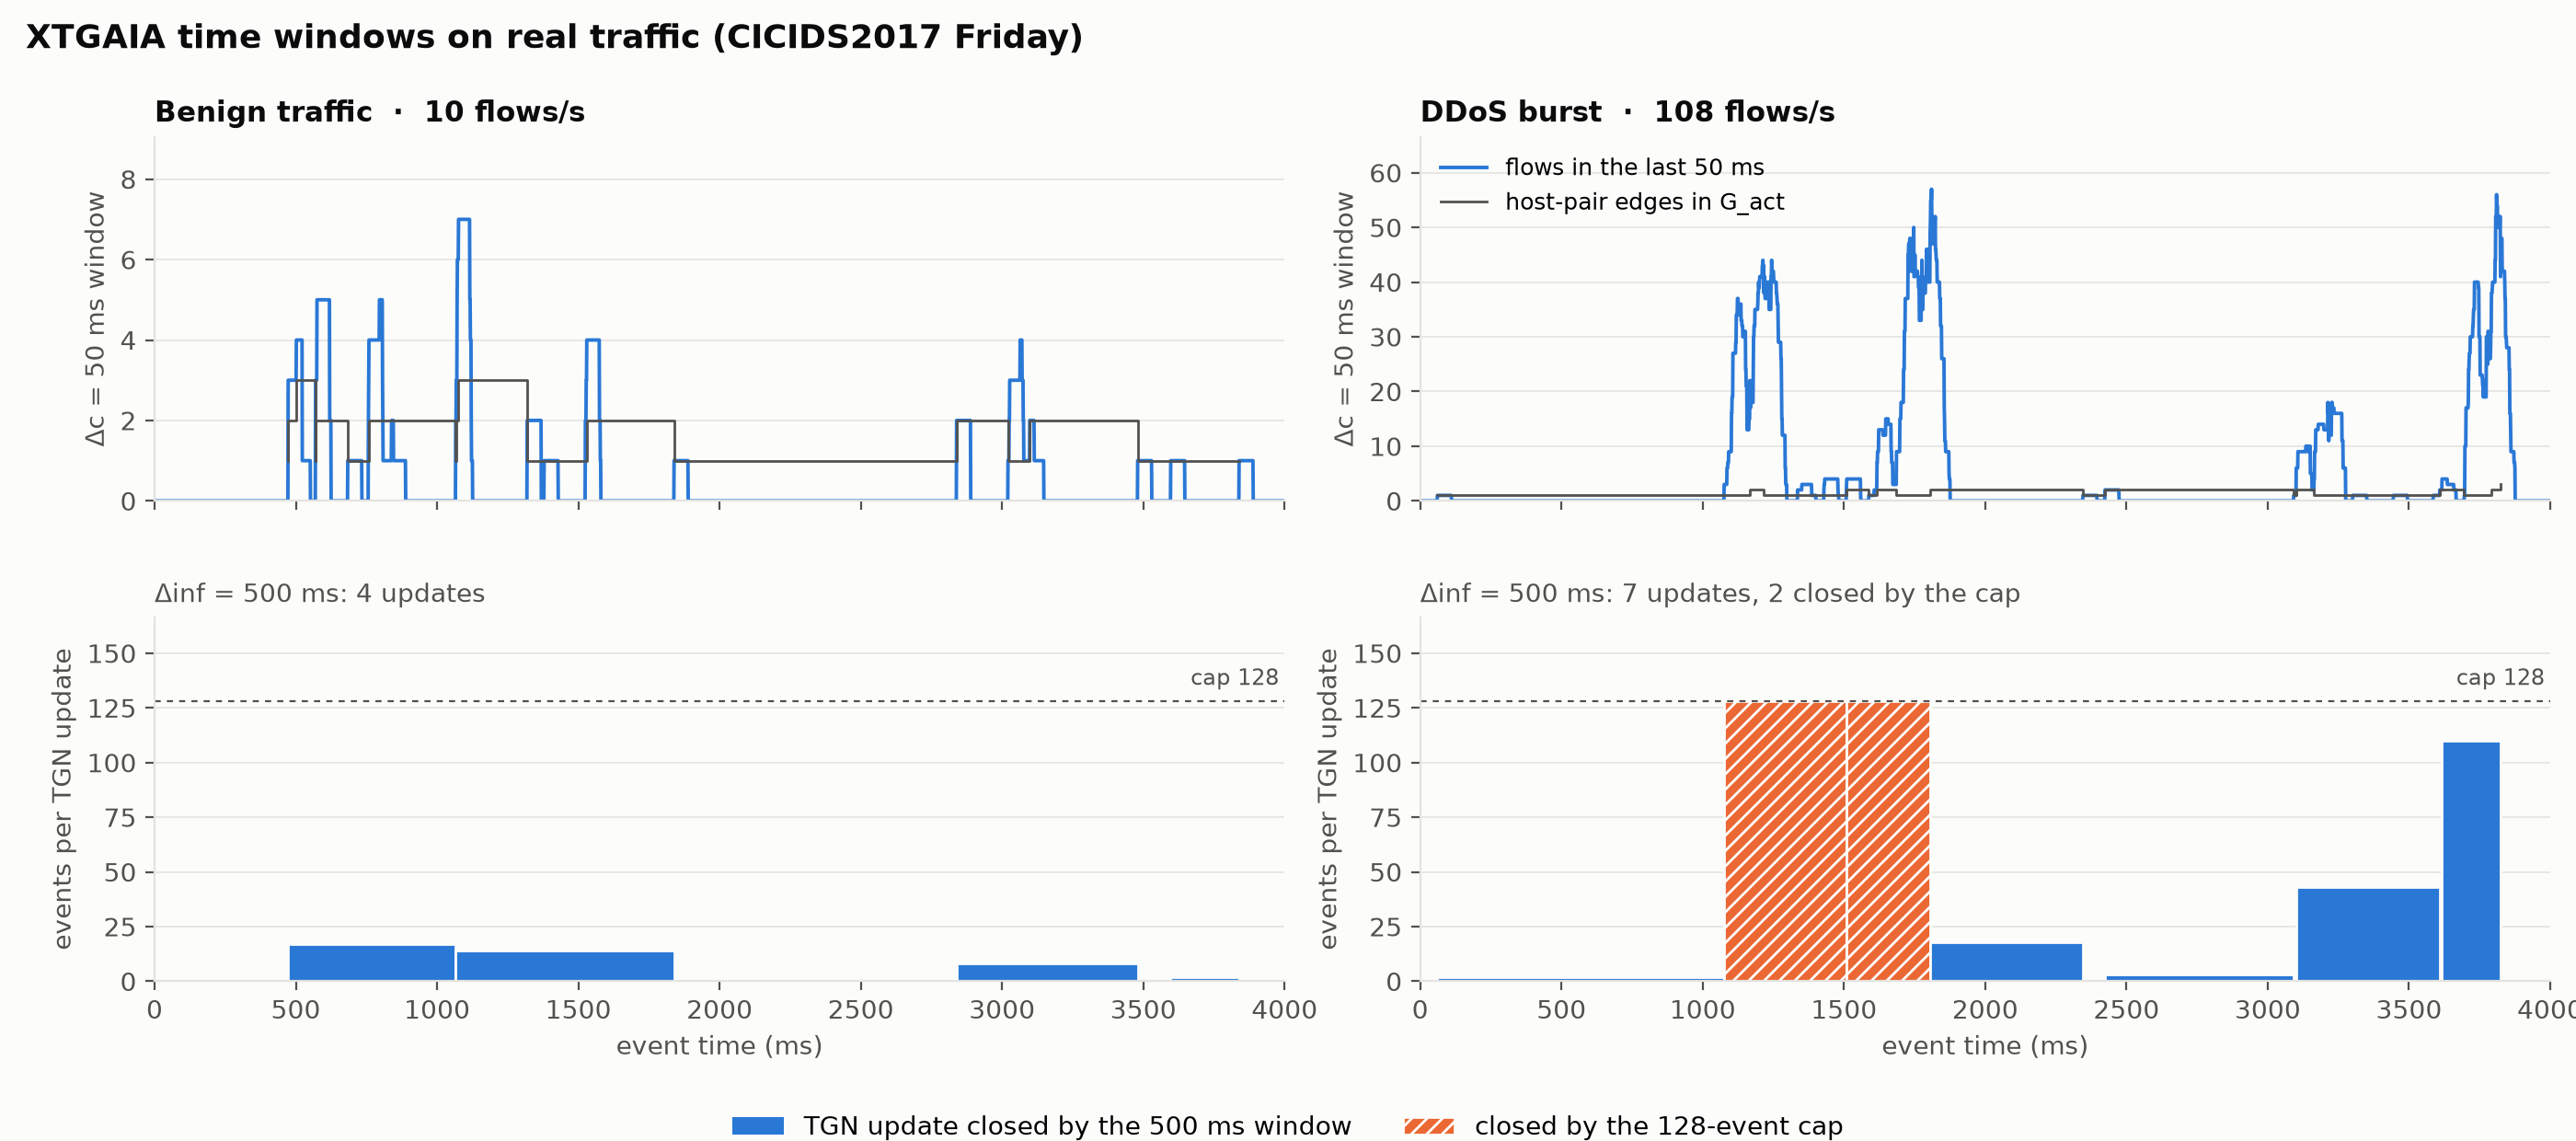 XTGAIA time windows on real traffic (CICIDS2017 Friday)
Benign traffic · 10 flows/s
Δc = 50 ms window
8
6
4
2
0
DDoS burst · 108 flows/s
flows in the last 50 ms
host-pair edges in G_act
Δc = 50 ms window
60
50
40
30
20
10
0
Δinf = 500 ms: 4 updates
events per TGN update
150
125
100
75
50
25
0
cap 128
0 500 1000 1500 2000 2500 3000 3500 4000
event time (ms)
Δinf = 500 ms: 7 updates, 2 closed by the cap
events per TGN update
150
125
100
75
50
25
0
cap 128
0 500 1000 1500 2000 2500 3000 3500 4000
event time (ms)
TGN update closed by the 500 ms window
closed by the 128-event cap